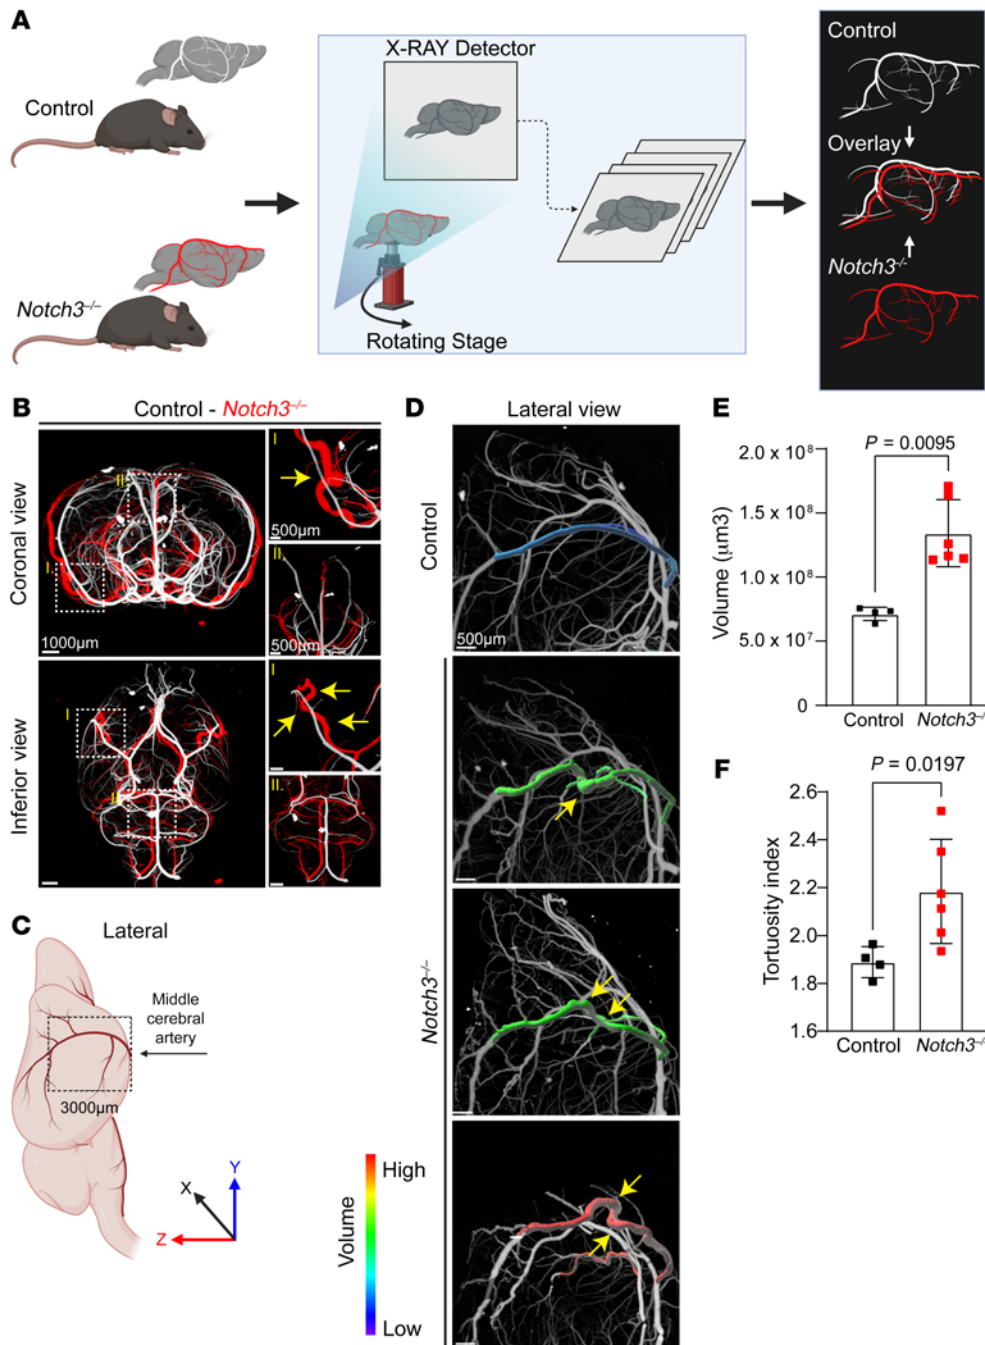 A
Control
Notch3–/–
X-RAY Detector
Rotating Stage
Control
Overlay
Notch3–/–
B
Control - Notch3–/–
Coronal view
II
I.
1000µm
I
500µm
II.
500µm
Inferior view
I
II
I
II.
C
Lateral
Middle
cerebral
artery
3000µm
X
Y
Z
D
Lateral view
Control
500µm
Notch3–/–
Volume
High
Low
E
P = 0.0095
Volume (µm3)
2.0 x 10⁸
1.5 x 10⁸
1.0 x 10⁸
5.0 x 10⁷
0
Control
Notch3–/–
F
P = 0.0197
Tortuosity index
2.6
2.4
2.2
2.0
1.8
1.6
Control
Notch3–/–